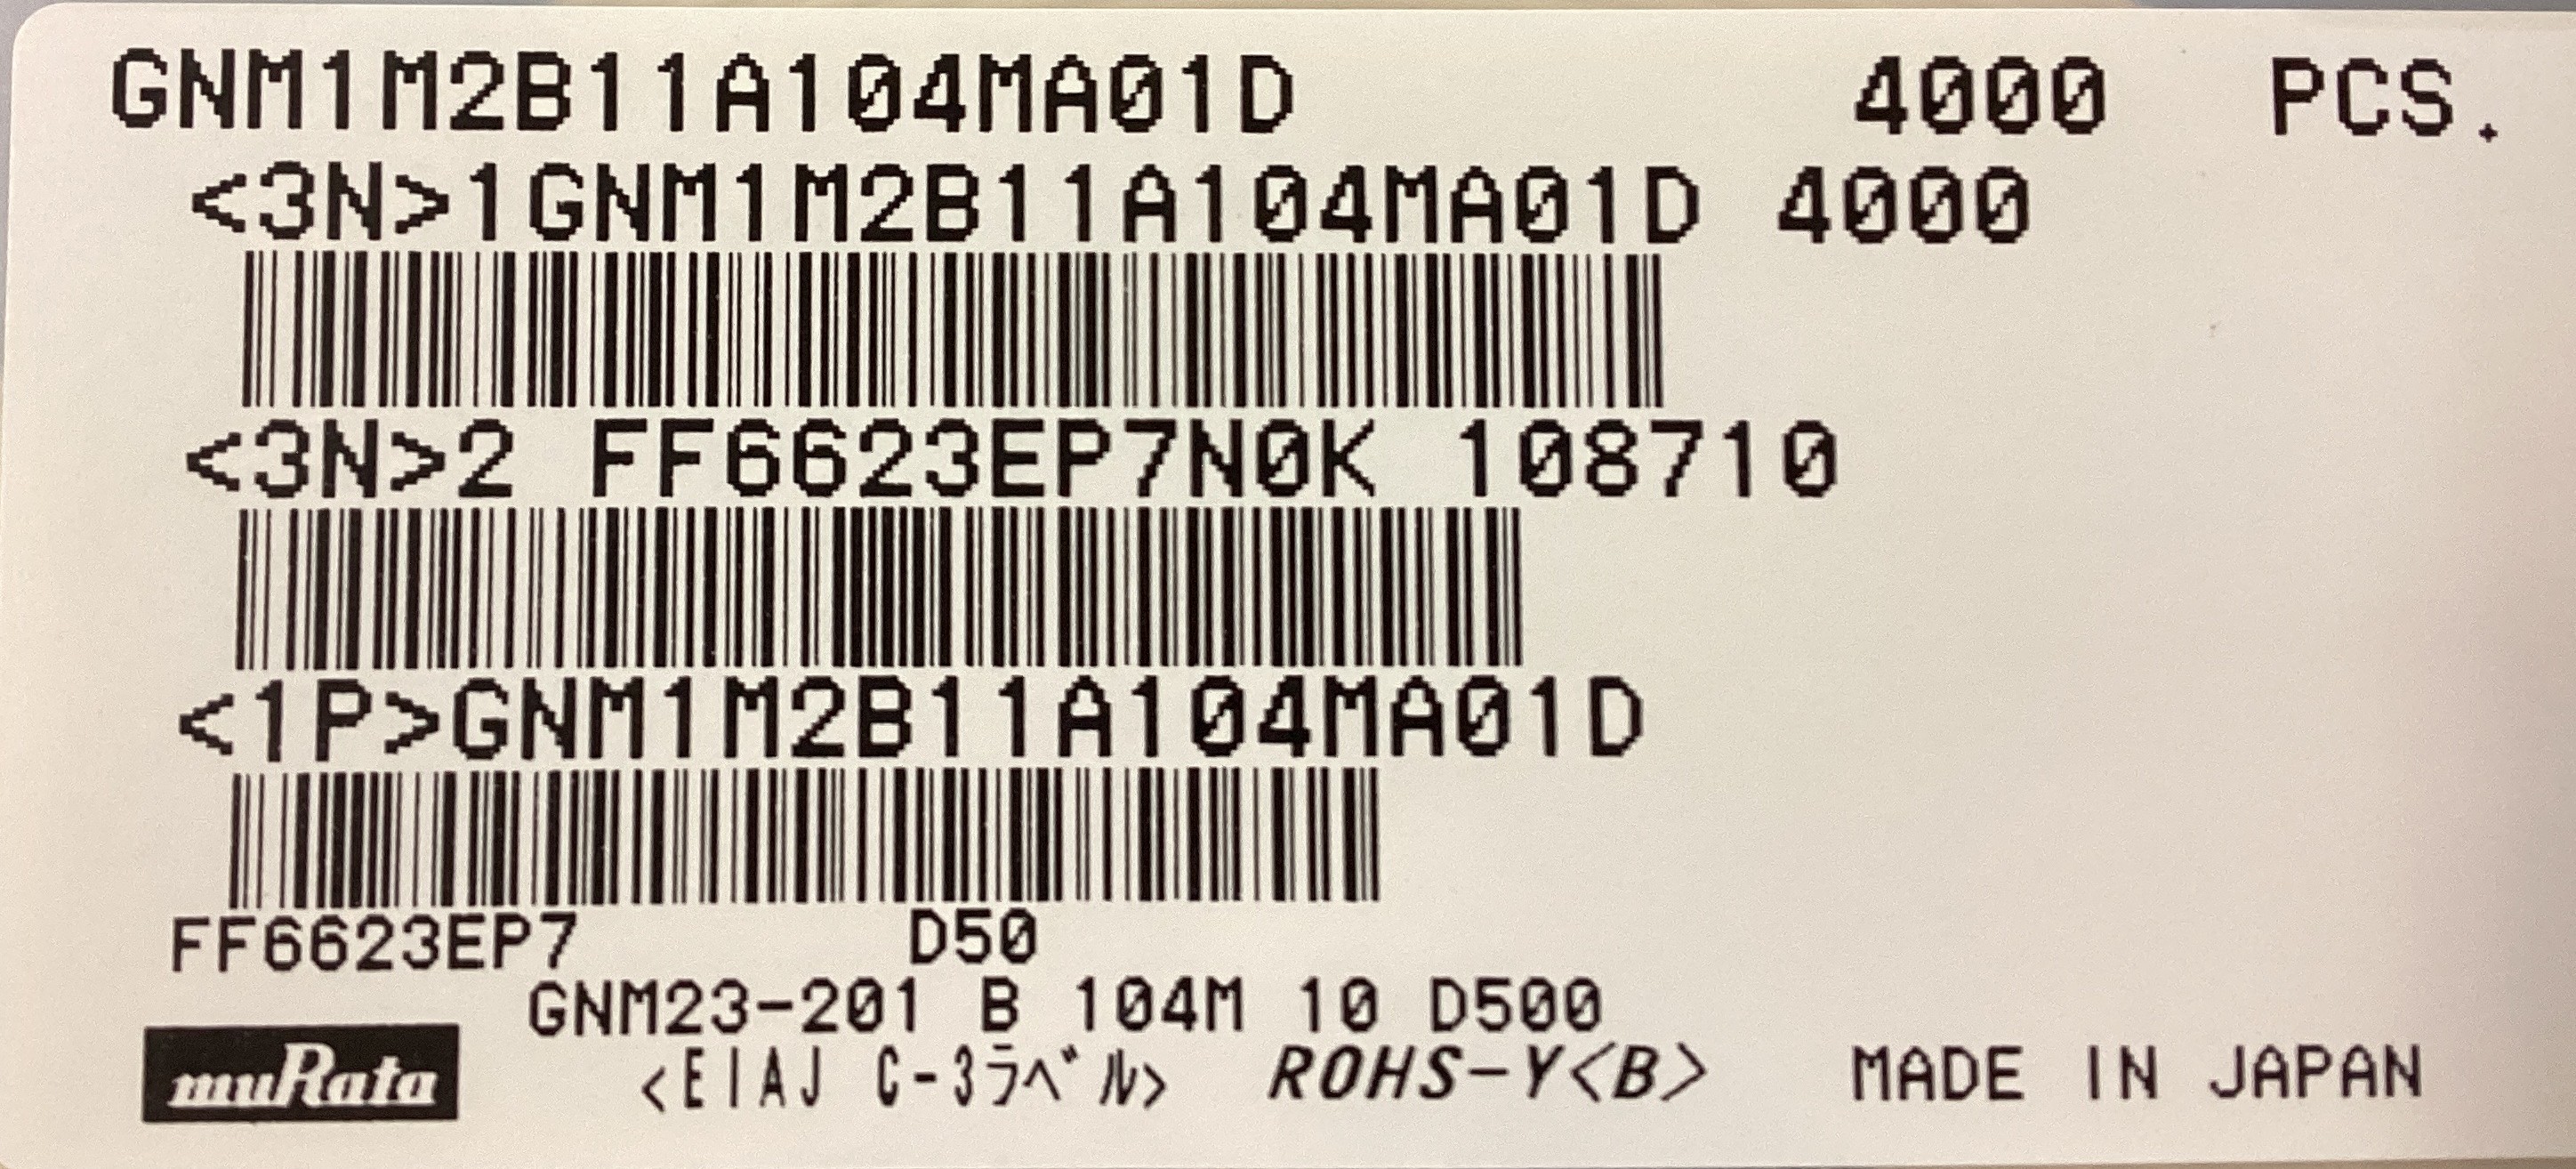 GNM1M2B11A104MA01D 4000 PCS.
<3N>1GNM1M2B11A104MA01D 4000
<3N>2 FF6623EP7N0K 108710
<1P>GNM1M2B11A104MA01D
FF6623EP7 D50
GNM23-201 B 104M 10 D500
muRata <EIAJ C-3ラベル> ROHS-Y<B> MADE IN JAPAN